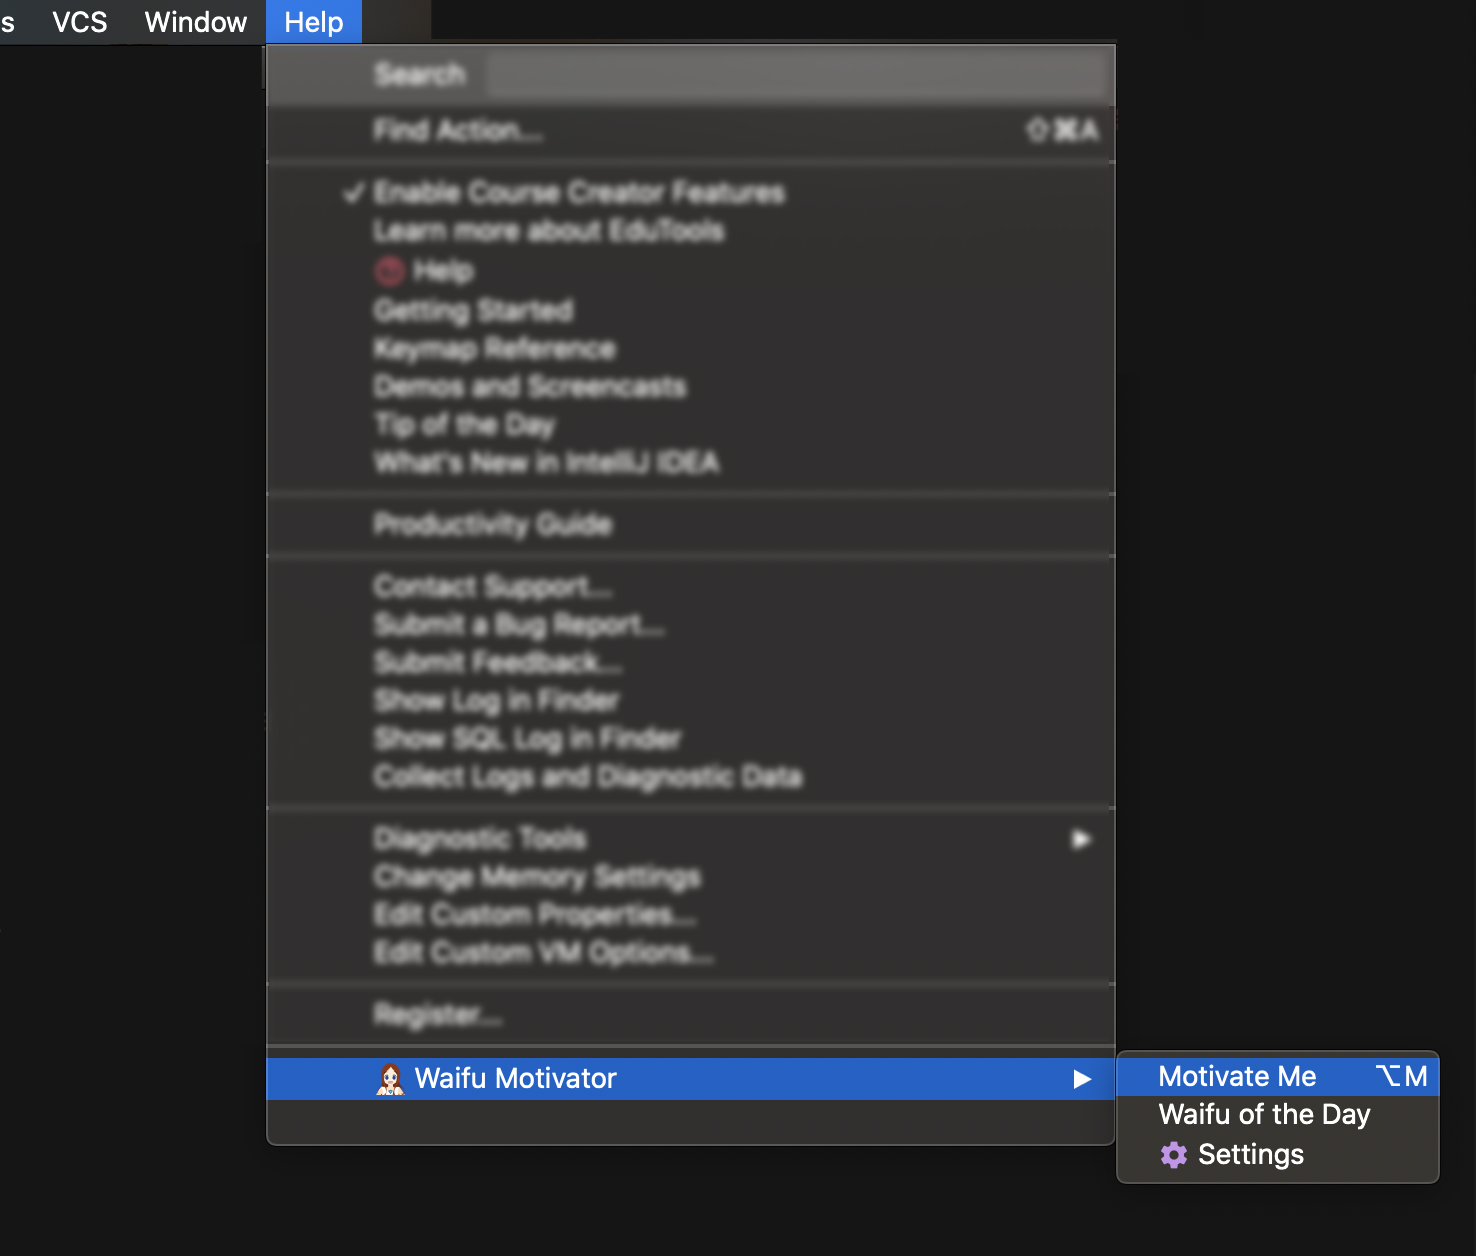 s VCS Window Help
Search
Find Action... ⇧⌘A
✓ Enable Course Creator Features
Learn more about EduTools
Help
Getting Started
Keymap Reference
Demos and Screencasts
Tip of the Day
What's New in IntelliJ IDEA
Productivity Guide
Contact Support...
Submit a Bug Report...
Submit Feedback...
Show Log in Finder
Show SQL Log in Finder
Collect Logs and Diagnostic Data
Diagnostic Tools ▶
Change Memory Settings
Edit Custom Properties...
Edit Custom VM Options...
Register...
Waifu Motivator ▶
Motivate Me ⌥M
Waifu of the Day
Settings